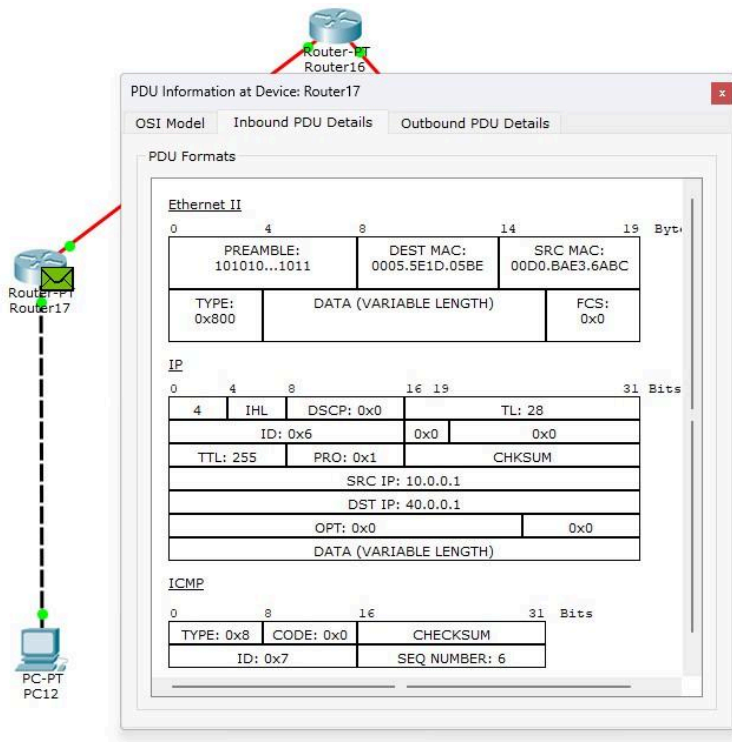 Router-PT
Router16
PDU Information at Device: Router17
x
OSI Model Inbound PDU Details Outbound PDU Details
PDU Formats
Ethernet II
0 4 8 14 19
PREAMBLE: DEST MAC: SRC MAC:
101010...1011 0005.5E1D.05BE 00D0.BAE3.6ABC
TYPE: DATA (VARIABLE LENGTH) FCS:
0x800 0x0
Router-PT
Router17
IP
0 4 8 16 19 31 Bits
4 IHL DSCP: 0x0 TL: 28
ID: 0x6 0x0 0x0
TTL: 255 PRO: 0x1 CHKSUM
SRC IP: 10.0.0.1
DST IP: 40.0.0.1
OPT: 0x0 0x0
DATA (VARIABLE LENGTH)
ICMP
0 8 16 31 Bits
TYPE: 0x8 CODE: 0x0 CHECKSUM
ID: 0x7 SEQ NUMBER: 6
PC-PT
PC12